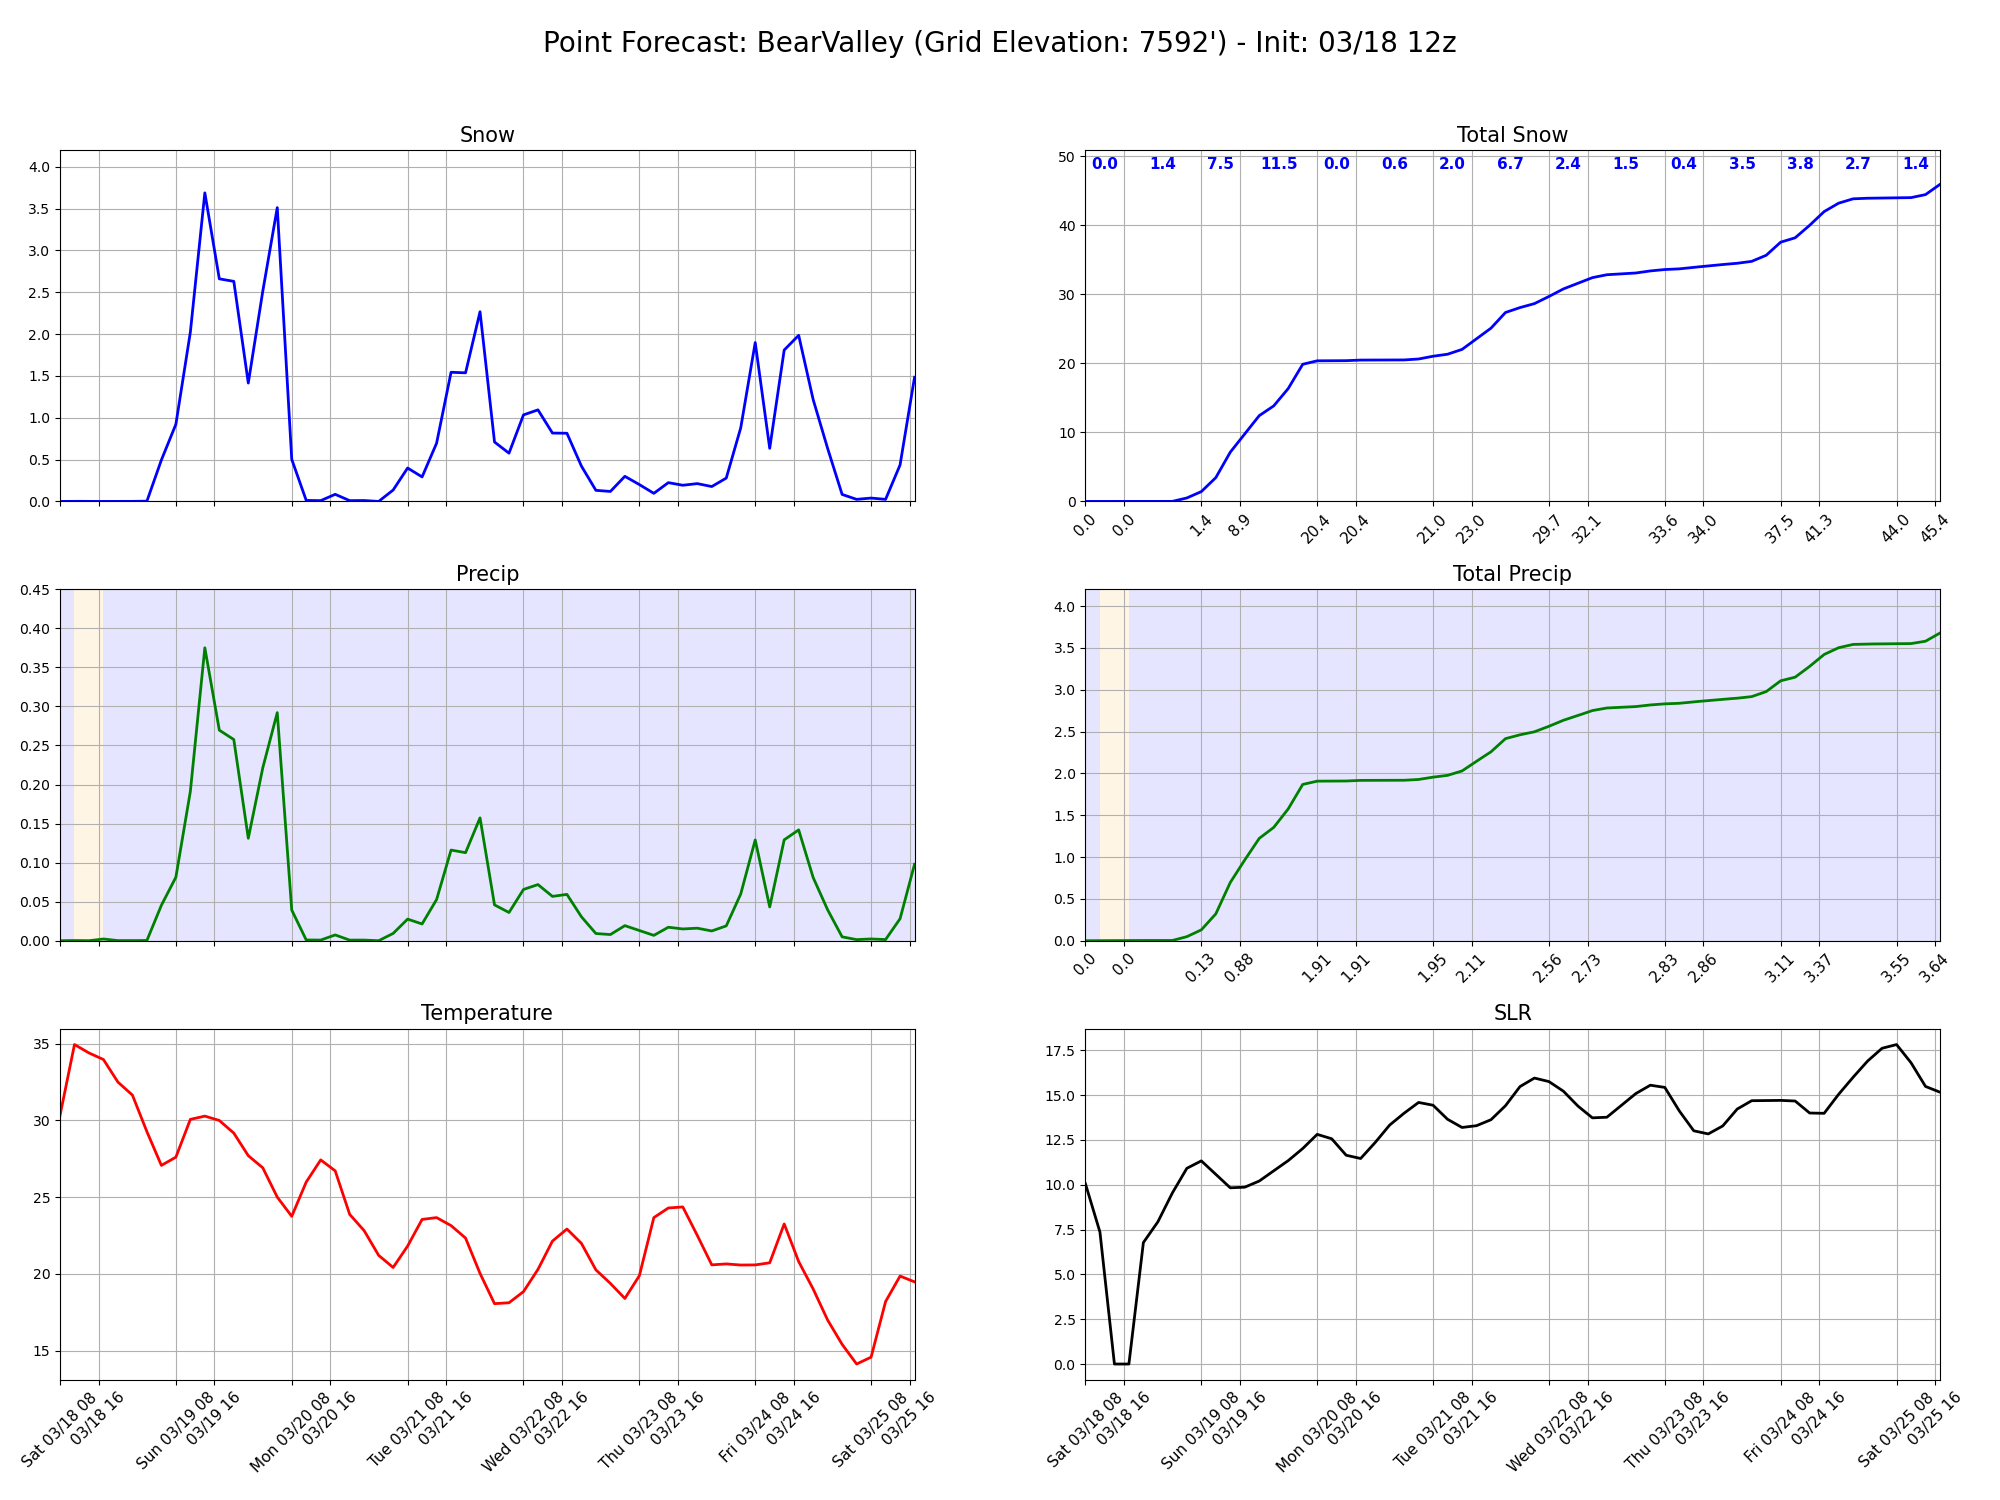 Point Forecast: BearValley (Grid Elevation: 7592') - Init: 03/18 12z
Snow
4.0
3.5
3.0
2.5
2.0
1.5
1.0
0.5
0.0
Total Snow
0.0 1.4 7.5 11.5 0.0 0.6 2.0 6.7 2.4 1.5 0.4 3.5 3.8 2.7 1.4
50
40
30
20
10
0
0.0 0.0 1.4 8.9 20.4 20.4 21.0 23.0 29.7 32.1 33.6 34.0 37.5 41.3 44.0 45.4
Precip
0.45
0.40
0.35
0.30
0.25
0.20
0.15
0.10
0.05
0.00
Total Precip
4.0
3.5
3.0
2.5
2.0
1.5
1.0
0.5
0.0
0.0 0.0 0.13 0.88 1.91 1.91 1.95 2.11 2.56 2.73 2.83 2.86 3.11 3.37 3.55 3.64
Temperature
35
30
25
20
15
Sat 03/18 08
03/18 16
Sun 03/19 08
03/19 16
Mon 03/20 08
03/20 16
Tue 03/21 08
03/21 16
Wed 03/22 08
03/22 16
Thu 03/23 08
03/23 16
Fri 03/24 08
03/24 16
Sat 03/25 08
03/25 16
SLR
17.5
15.0
12.5
10.0
7.5
5.0
2.5
0.0
Sat 03/18 08
03/18 16
Sun 03/19 08
03/19 16
Mon 03/20 08
03/20 16
Tue 03/21 08
03/21 16
Wed 03/22 08
03/22 16
Thu 03/23 08
03/23 16
Fri 03/24 08
03/24 16
Sat 03/25 08
03/25 16